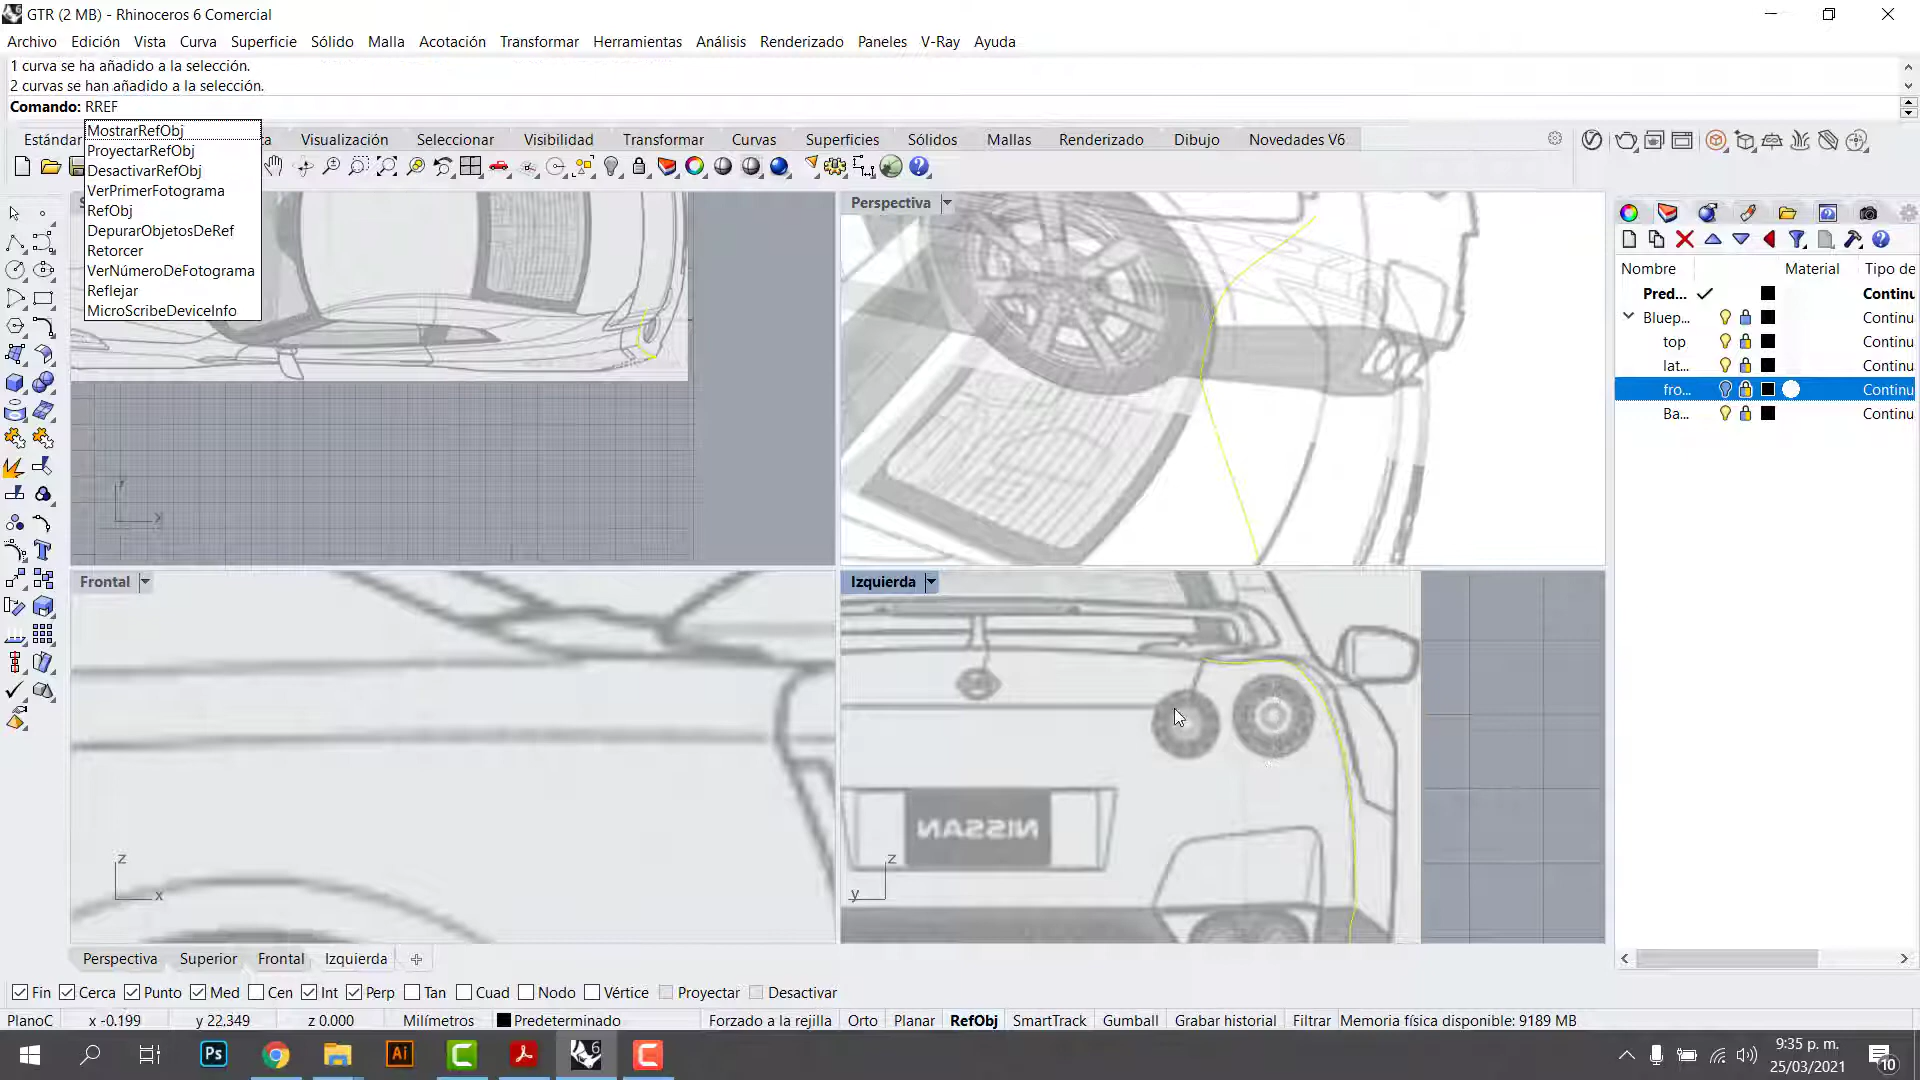 GTR (2 MB) - Rhinoceros 6 Comercial
Archivo Edición Vista Curva Superficie Sólido Malla Acotación Transformar Herramientas Análisis Renderizado Paneles V-Ray Ayuda
1 curva se ha añadido a la selección.
2 curvas se han añadido a la selección.
Comando: RREF
MostrarRefObj
ProyectarRefObj
DesactivarRefObj
VerPrimerFotograma
RefObj
DepurarObjetosDeRef
Retorcer
VerNúmeroDeFotograma
Reflejar
MicroScribeDeviceInfo
Estándar Visualización Seleccionar Visibilidad Transformar Curvas Superficies Sólidos Mallas Renderizado Dibujo Novedades V6
Perspectiva
Nombre Material Tipo de
Pred... Continu
Bluep... Continu
top Continu
lat... Continu
fro... Continu
Ba... Continu
y
x
Frontal
z
x
Izquierda
NISSAN
z
y
Perspectiva Superior Frontal Izquierda
Fin Cerca Punto Med Cen Int Perp Tan Cuad Nodo Vértice Proyectar Desactivar
PlanoC x -0.199 y 22.349 z 0.000 Milímetros Predeterminado Forzado a la rejilla Orto Planar RefObj SmartTrack Gumball Grabar historial Filtrar Memoria física disponible: 9189 MB
Ps Ai 6
9:35 p. m.
25/03/2021
10